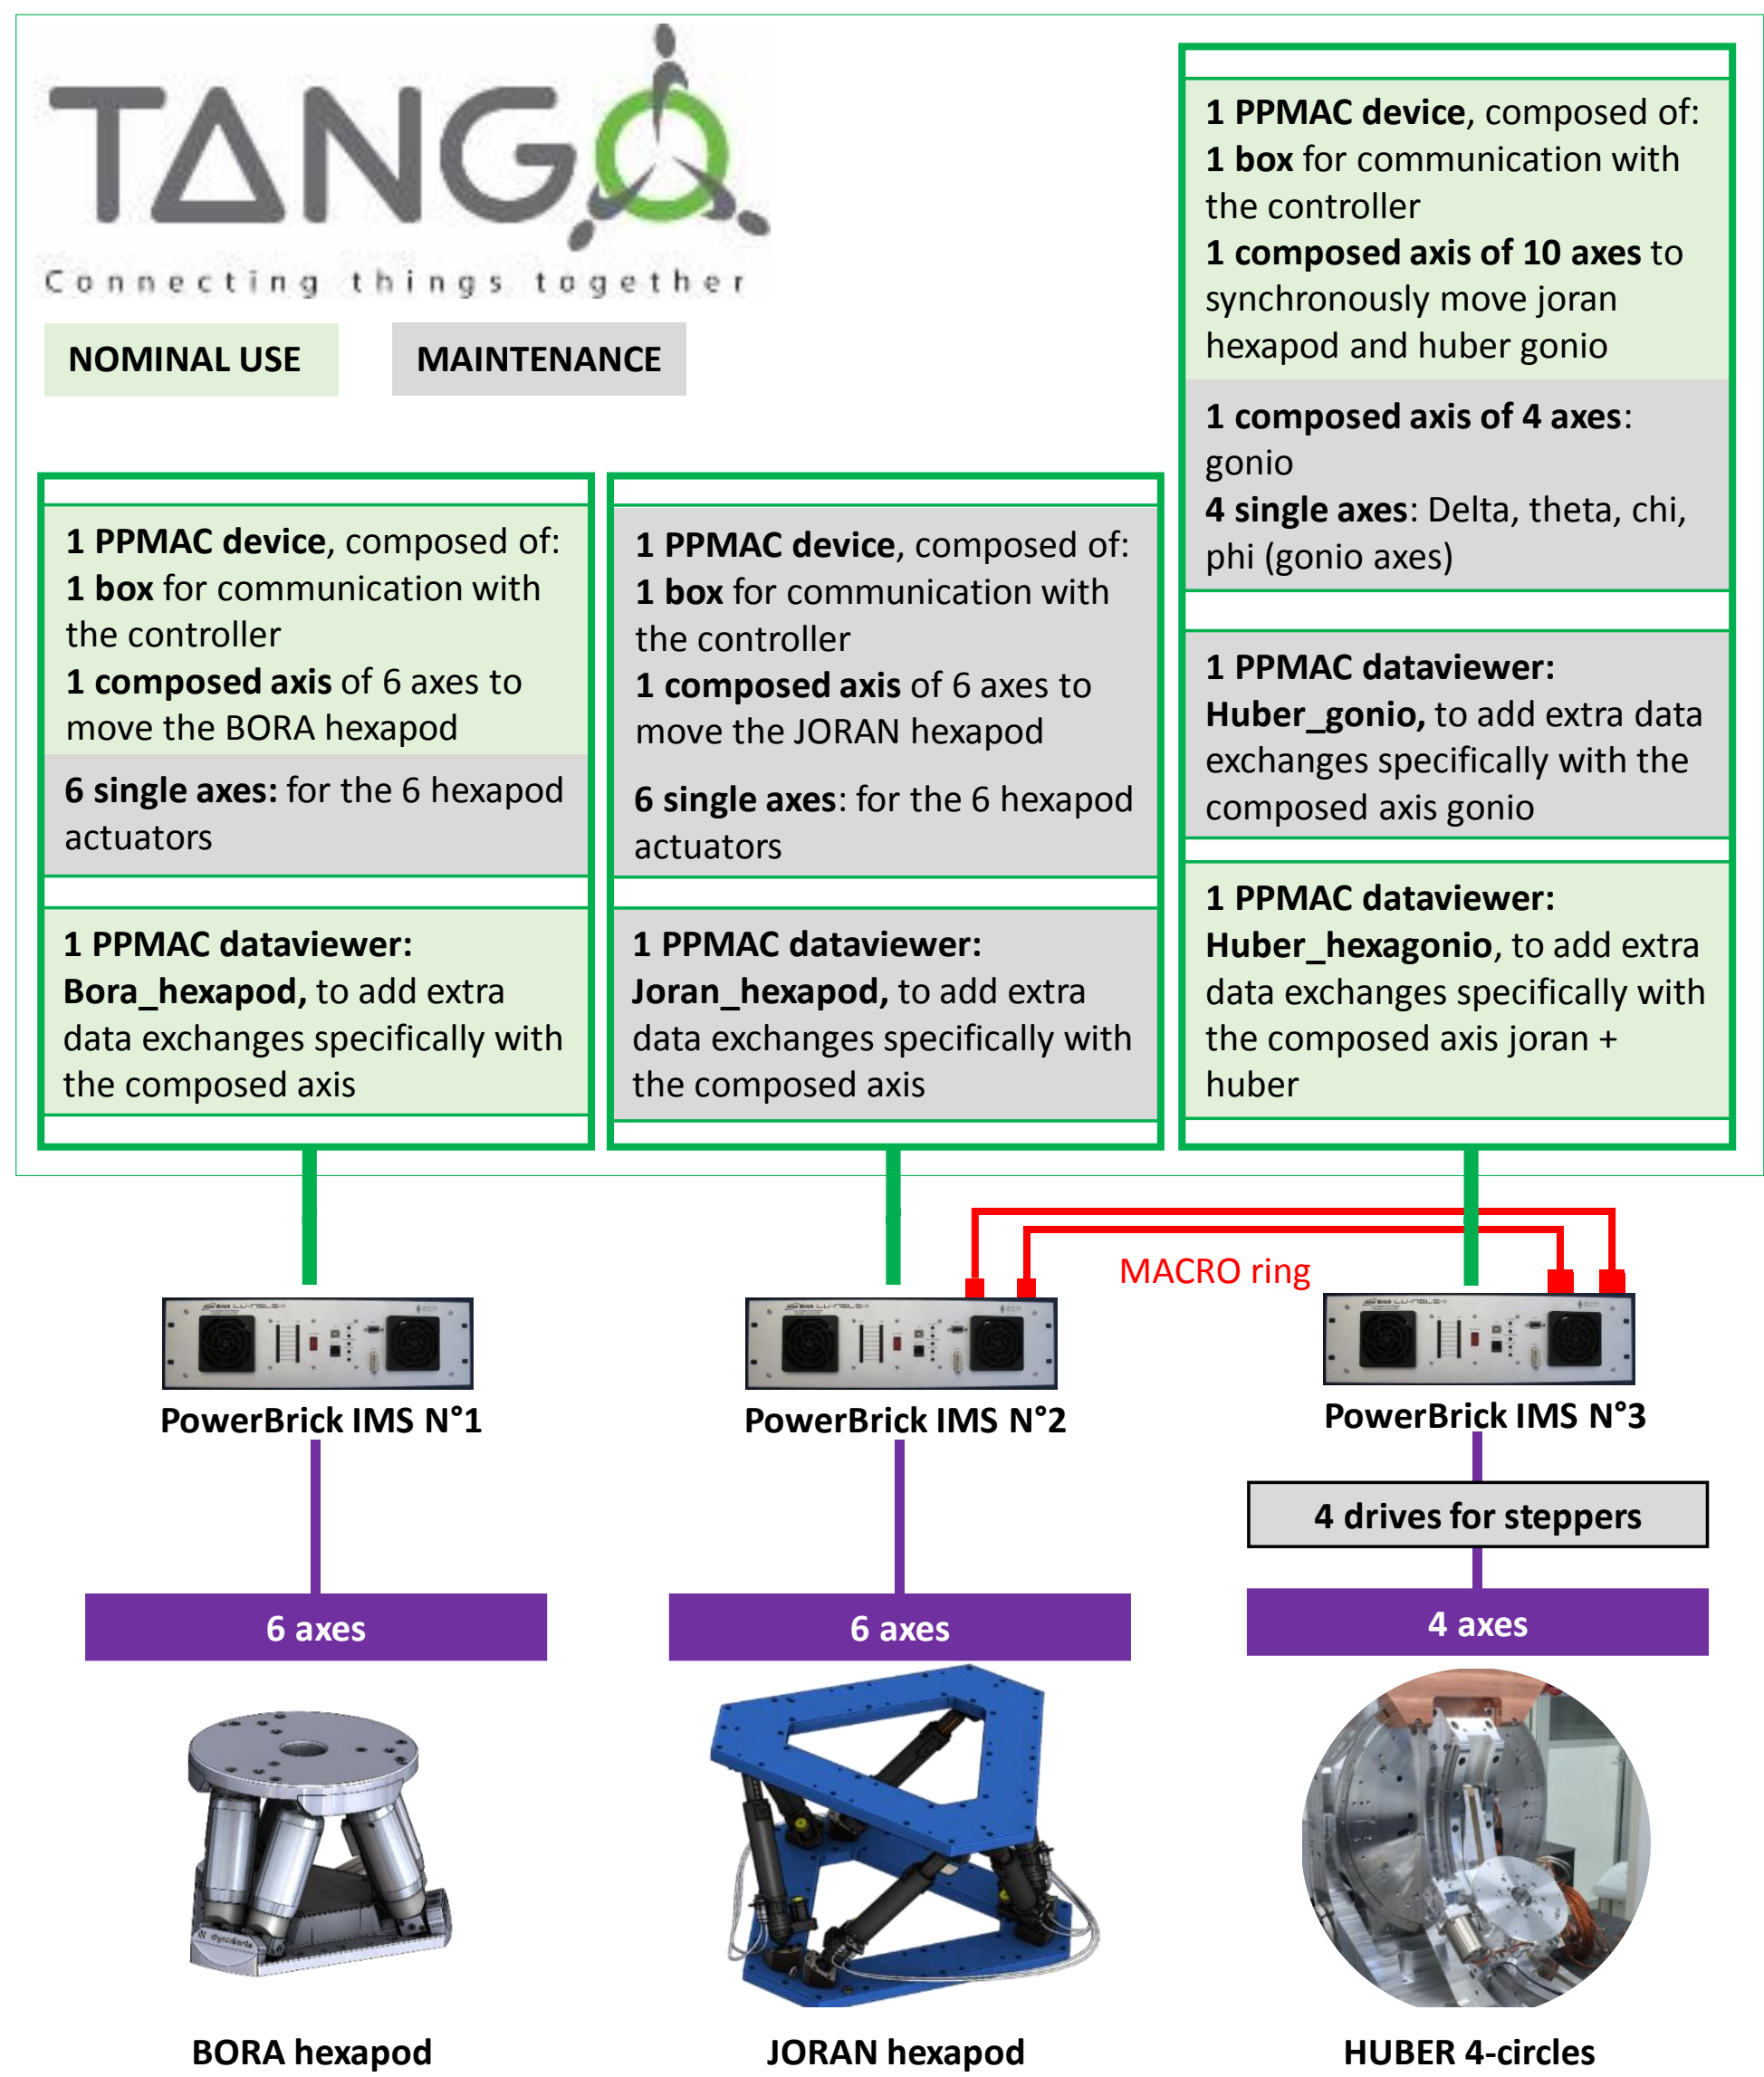 TANGO
Connecting things together
NOMINAL USE
MAINTENANCE
1 PPMAC device, composed of:
1 box for communication with
the controller
1 composed axis of 6 axes to
move the BORA hexapod
6 single axes: for the 6 hexapod
actuators
1 PPMAC dataviewer:
Bora_hexapod, to add extra
data exchanges specifically with
the composed axis
1 PPMAC device, composed of:
1 box for communication with
the controller
1 composed axis of 6 axes to
move the JORAN hexapod
6 single axes: for the 6 hexapod
actuators
1 PPMAC dataviewer:
Joran_hexapod, to add extra
data exchanges specifically with
the composed axis
1 PPMAC device, composed of:
1 box for communication with
the controller
1 composed axis of 10 axes to
synchronously move joran
hexapod and huber gonio
1 composed axis of 4 axes:
gonio
4 single axes: Delta, theta, chi,
phi (gonio axes)
1 PPMAC dataviewer:
Huber_gonio, to add extra data
exchanges specifically with the
composed axis gonio
1 PPMAC dataviewer:
Huber_hexagonio, to add extra
data exchanges specifically with
the composed axis joran +
huber
MACRO ring
PowerBrick IMS N°1
PowerBrick IMS N°2
PowerBrick IMS N°3
4 drives for steppers
6 axes
6 axes
4 axes
BORA hexapod
JORAN hexapod
HUBER 4-circles